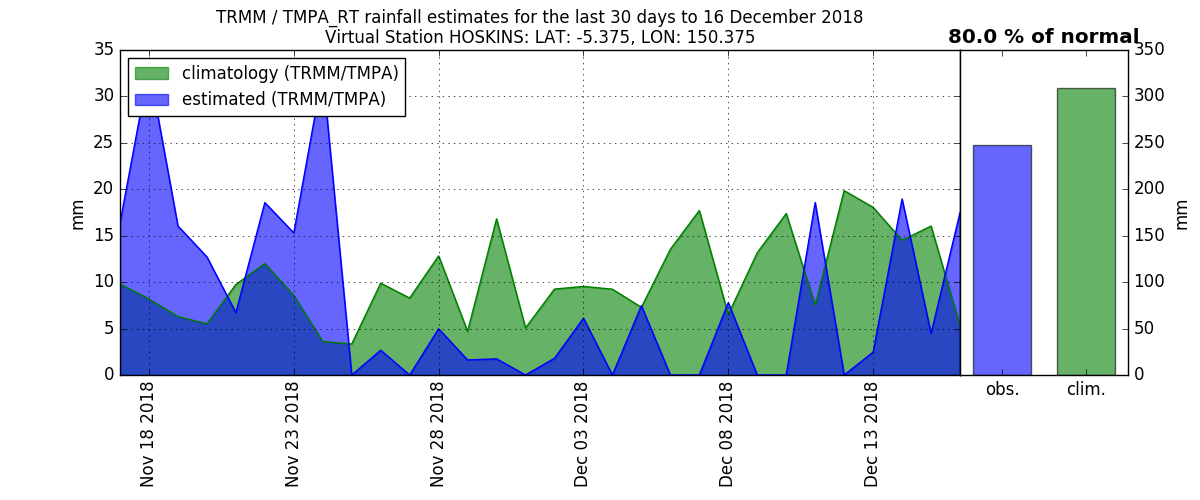 TRMM / TMPA_RT rainfall estimates for the last 30 days to 16 December 2018
Virtual Station HOSKINS: LAT: -5.375, LON: 150.375
80.0 % of normal
climatology (TRMM/TMPA)
estimated (TRMM/TMPA)
35
30
25
20
15
10
5
0
mm
350
300
250
200
150
100
50
0
mm
Nov 18 2018
Nov 23 2018
Nov 28 2018
Dec 03 2018
Dec 08 2018
Dec 13 2018
obs.
clim.